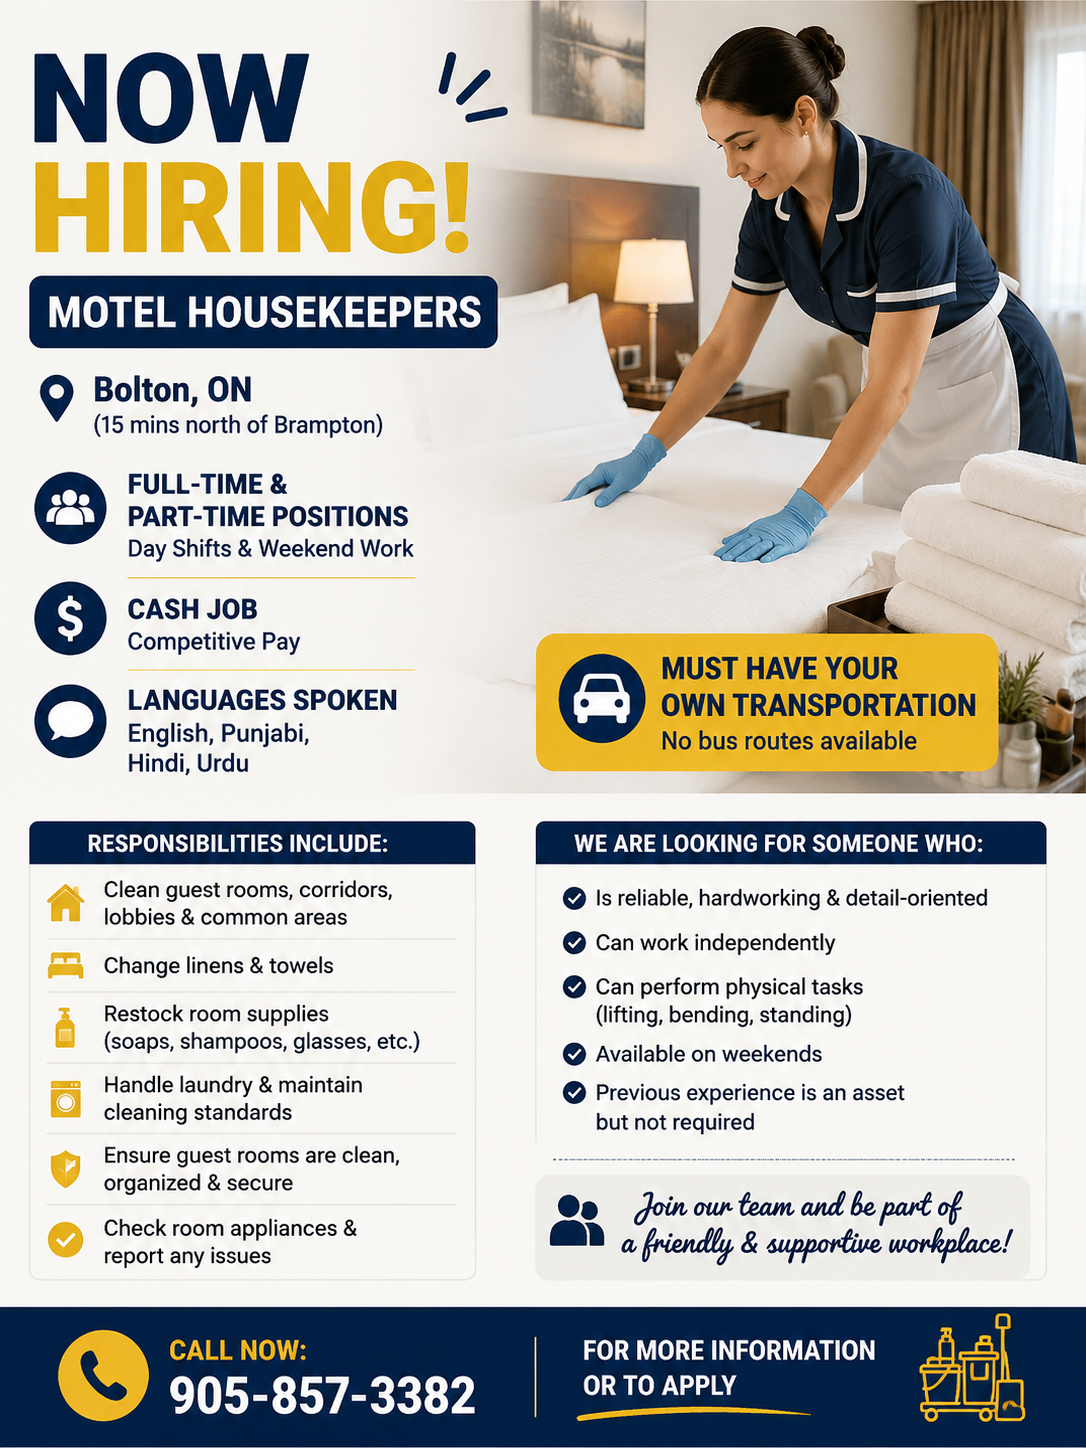 NOW
HIRING!
MOTEL HOUSEKEEPERS
Bolton, ON
(15 mins north of Brampton)
FULL-TIME &
PART-TIME POSITIONS
Day Shifts & Weekend Work
CASH JOB
Competitive Pay
LANGUAGES SPOKEN
English, Punjabi,
Hindi, Urdu
MUST HAVE YOUR
OWN TRANSPORTATION
No bus routes available
RESPONSIBILITIES INCLUDE:
Clean guest rooms, corridors,
lobbies & common areas
Change linens & towels
Restock room supplies
(soaps, shampoos, glasses, etc.)
Handle laundry & maintain
cleaning standards
Ensure guest rooms are clean,
organized & secure
Check room appliances &
report any issues
WE ARE LOOKING FOR SOMEONE WHO:
Is reliable, hardworking & detail-oriented
Can work independently
Can perform physical tasks
(lifting, bending, standing)
Available on weekends
Previous experience is an asset
but not required
Join our team and be part of
a friendly & supportive workplace!
CALL NOW:
905-857-3382
FOR MORE INFORMATION
OR TO APPLY